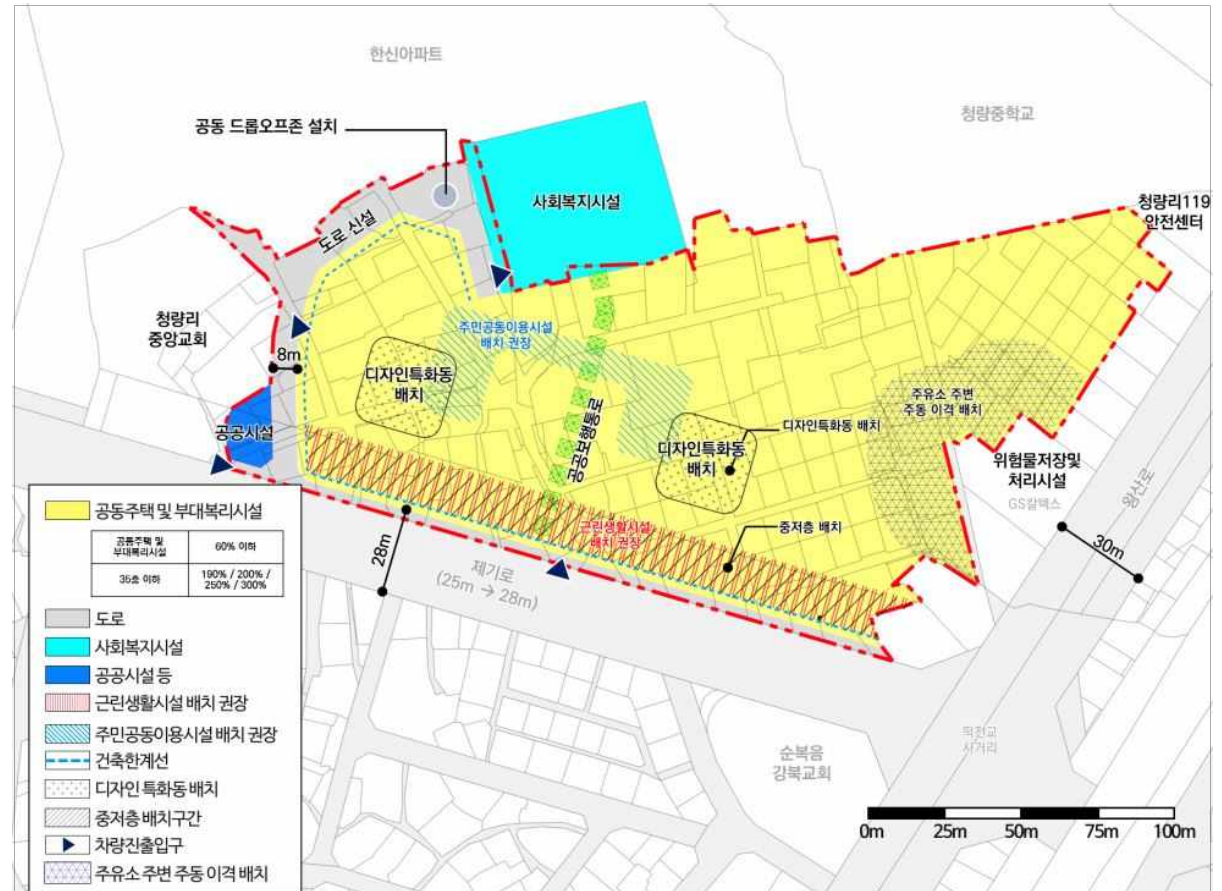 한신아파트
청량중학교
공동 드롭오프존 설치
사회복지시설
청량리119
안전센터
도로 신설
청량리
중앙교회
8m
주민공동이용시설
배치 권장
디자인특화동
배치
주유소 주변
주동 이격 배치
공공보행통로
디자인특화동
배치
디자인특화동 배치
공공시설
위험물저장및
처리시설
GS칼텍스
왕산로
30m
근린생활시설
배치 권장
중저층 배치
28m
제기로
(25m → 28m)
순복음
강북교회
사거리
공동주택 및 부대복리시설
공동주택 및
부대복리시설
60% 이하
35층 이하
190% / 200% /
250% / 300%
도로
사회복지시설
공공시설 등
근린생활시설 배치 권장
주민공동이용시설 배치 권장
건축한계선
디자인 특화동 배치
중저층 배치구간
차량진출입구
주유소 주변 주동 이격 배치
0m
25m
50m
75m
100m